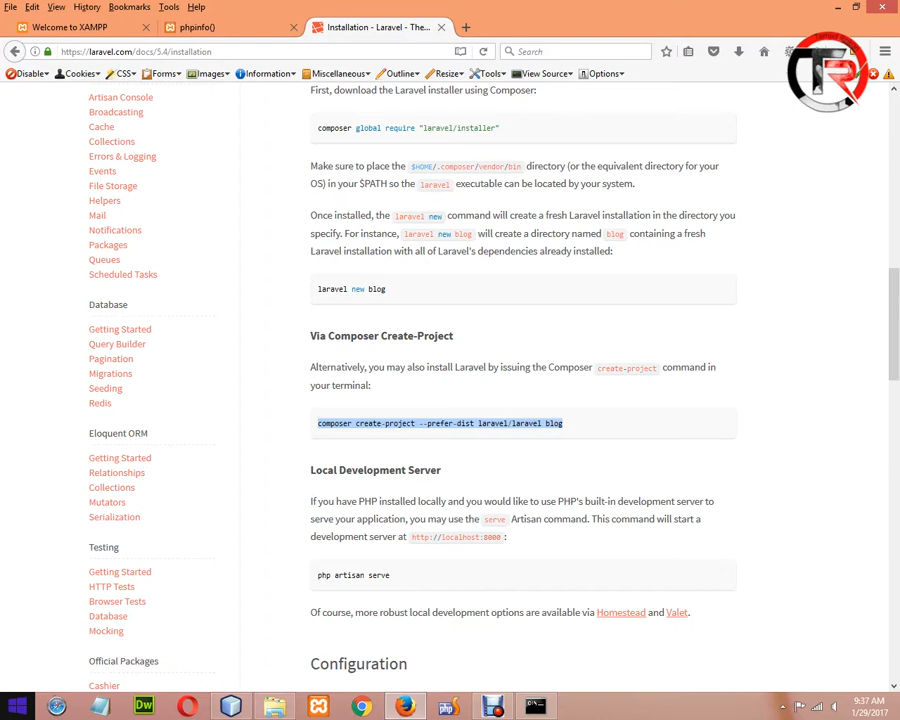 File Edit View History Bookmarks Tools Help
Welcome to XAMPP
phpinfo()
Installation - Laravel - The...
https://laravel.com/docs/5.4/installation
Search
Disable Cookies CSS Forms Images Information Miscellaneous Outline Resize Tools View Source Options
Artisan Console
Broadcasting
Cache
Collections
Errors & Logging
Events
File Storage
Helpers
Mail
Notifications
Packages
Queues
Scheduled Tasks
Database
Getting Started
Query Builder
Pagination
Migrations
Seeding
Redis
Eloquent ORM
Getting Started
Relationships
Collections
Mutators
Serialization
Testing
Getting Started
HTTP Tests
Browser Tests
Database
Mocking
Official Packages
Cashier
First, download the Laravel installer using Composer:
composer global require "laravel/installer"
Make sure to place the $HOME/.composer/vendor/bin directory (or the equivalent directory for your
OS) in your $PATH so the laravel executable can be located by your system.
Once installed, the laravel new command will create a fresh Laravel installation in the directory you
specify. For instance, laravel new blog will create a directory named blog containing a fresh
Laravel installation with all of Laravel's dependencies already installed:
laravel new blog
Via Composer Create-Project
Alternatively, you may also install Laravel by issuing the Composer create-project command in
your terminal:
composer create-project --prefer-dist laravel/laravel blog
Local Development Server
If you have PHP installed locally and you would like to use PHP's built-in development server to
serve your application, you may use the serve Artisan command. This command will start a
development server at http://localhost:8000 :
php artisan serve
Of course, more robust local development options are available via Homestead and Valet.
Configuration
Dw
php
9:37 AM
1/29/2017